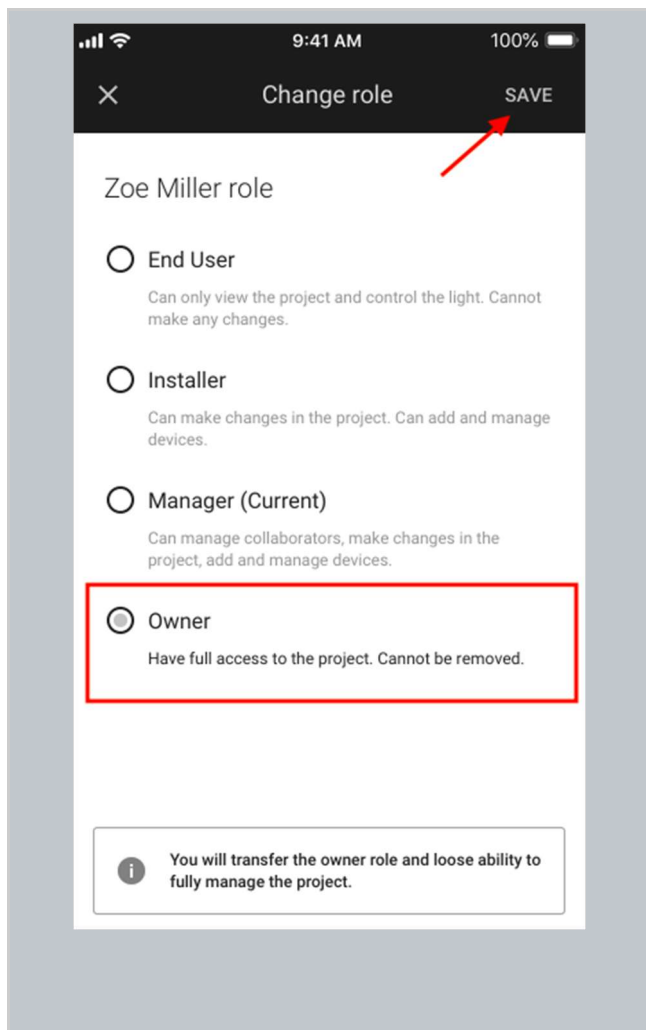 9:41 AM 100%
Change role SAVE
Zoe Miller role
End User
Can only view the project and control the light. Cannot
make any changes.
Installer
Can make changes in the project. Can add and manage
devices.
Manager (Current)
Can manage collaborators, make changes in the
project, add and manage devices.
Owner
Have full access to the project. Cannot be removed.
You will transfer the owner role and loose ability to
fully manage the project.